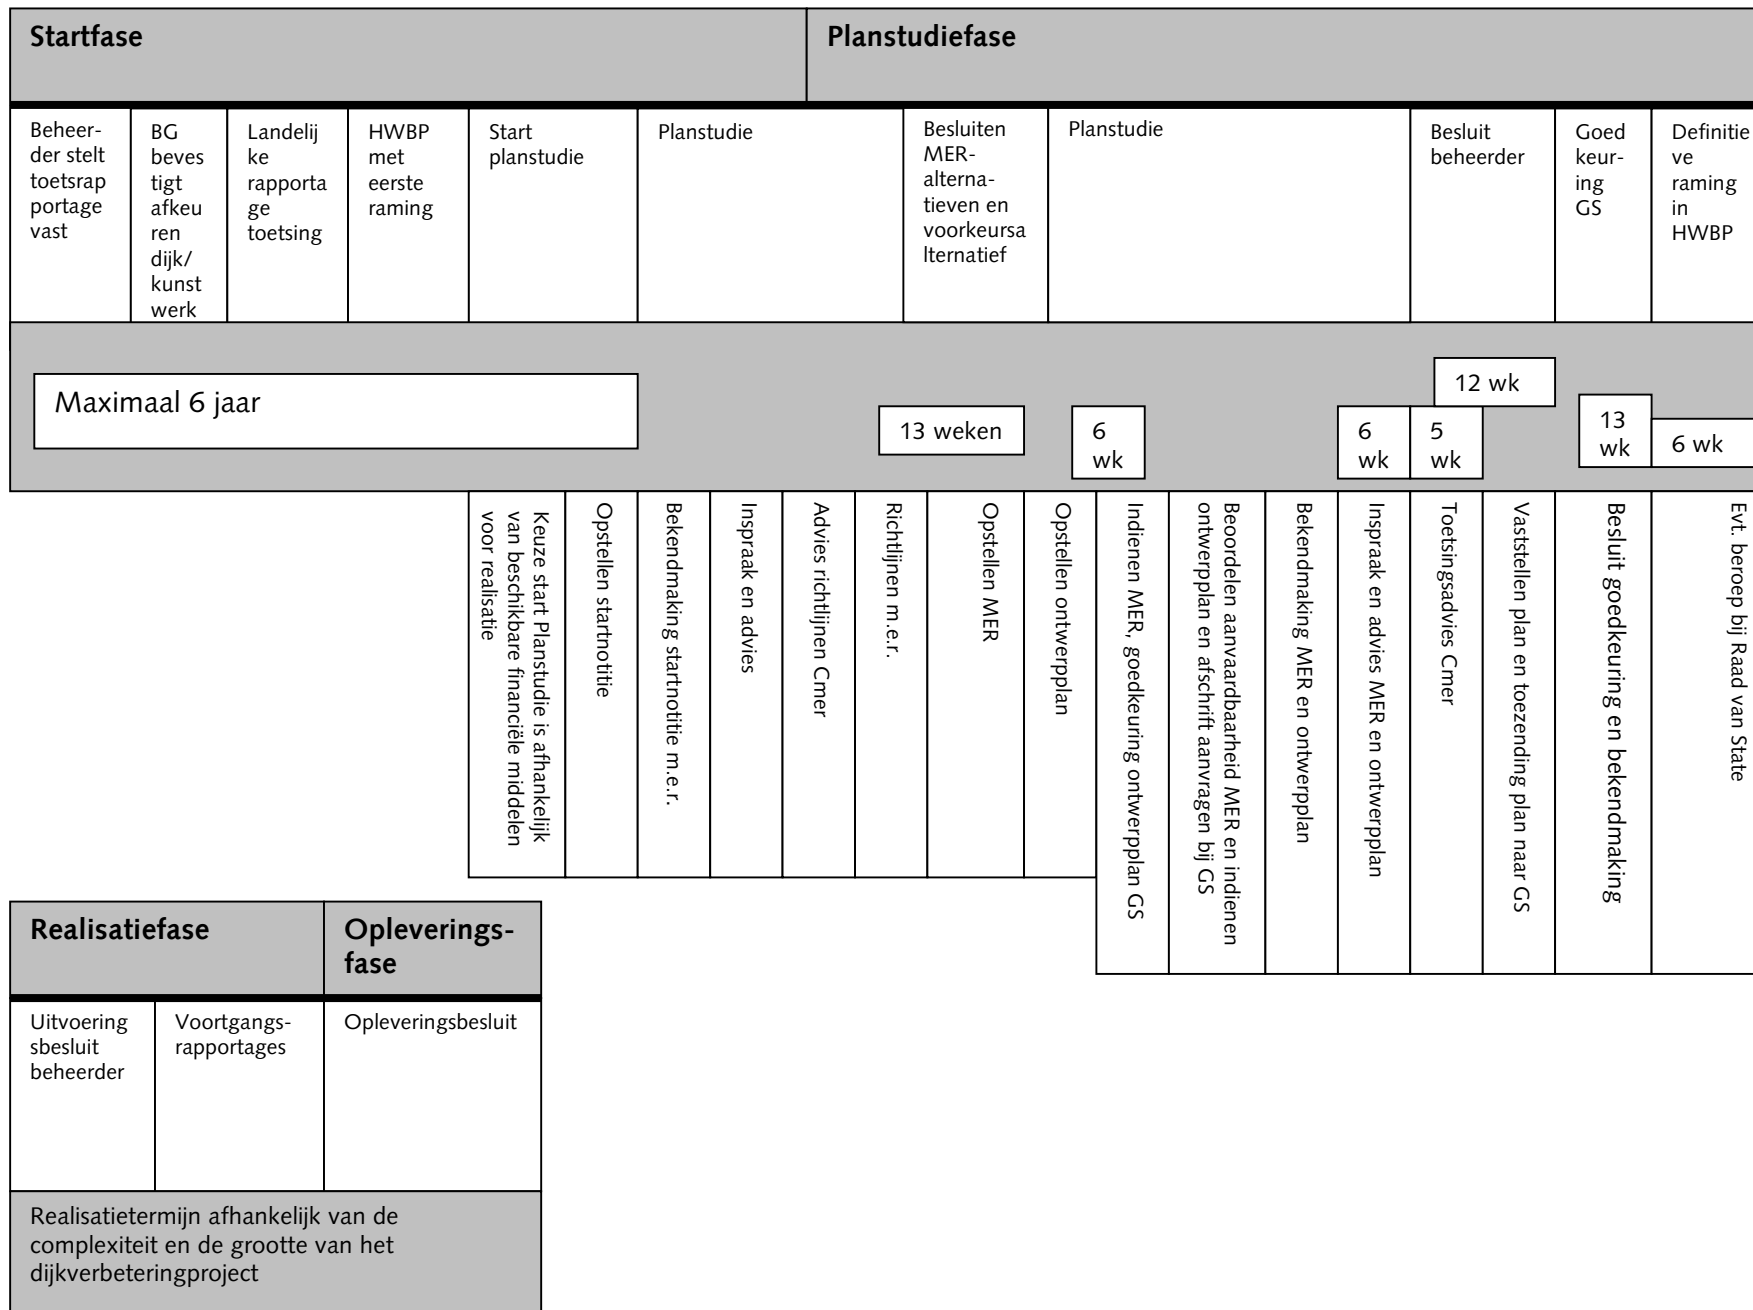 Startfase
Planstudiefase
Beheer-
der stelt
toetsrap
portage
vast
BG
beves
tigt
afkeu
ren
dijk/
kunst
werk
Landelij
ke
rapporta
ge
toetsing
HWBP
met
eerste
raming
Start
planstudie
Planstudie
Besluiten
MER-
alterna-
tieven en
voorkeursa
lternatief
Planstudie
Besluit
beheerder
Goed
keur-
ing
GS
Definitie
ve
raming
in
HWBP
Maximaal 6 jaar
13 weken
6
wk
6
wk
5
wk
12 wk
13
wk
6 wk
Keuze start Planstudie is afhankelijk
van beschikbare financiële middelen
voor realisatie
Opstellen startnotitie
Bekendmaking startnotitie m.e.r.
Inspraak en advies
Advies richtlijnen Cmer
Richtlijnen m.e.r.
Opstellen MER
Opstellen ontwerpplan
Indienen MER, goedkeuring ontwerpplan GS
Beoordelen aanvaardbaarheid MER en indienen
ontwerpplan en afschrift aanvragen bij GS
Bekendmaking MER en ontwerpplan
Inspraak en advies MER en ontwerpplan
Toetsingsadvies Cmer
Vaststellen plan en toezending plan naar GS
Besluit goedkeuring en bekendmaking
Evt. beroep bij Raad van State
Realisatiefase
Opleverings-
fase
Uitvoering
sbesluit
beheerder
Voortgangs-
rapportages
Opleveringsbesluit
Realisatietermijn afhankelijk van de
complexiteit en de grootte van het
dijkverbeteringproject